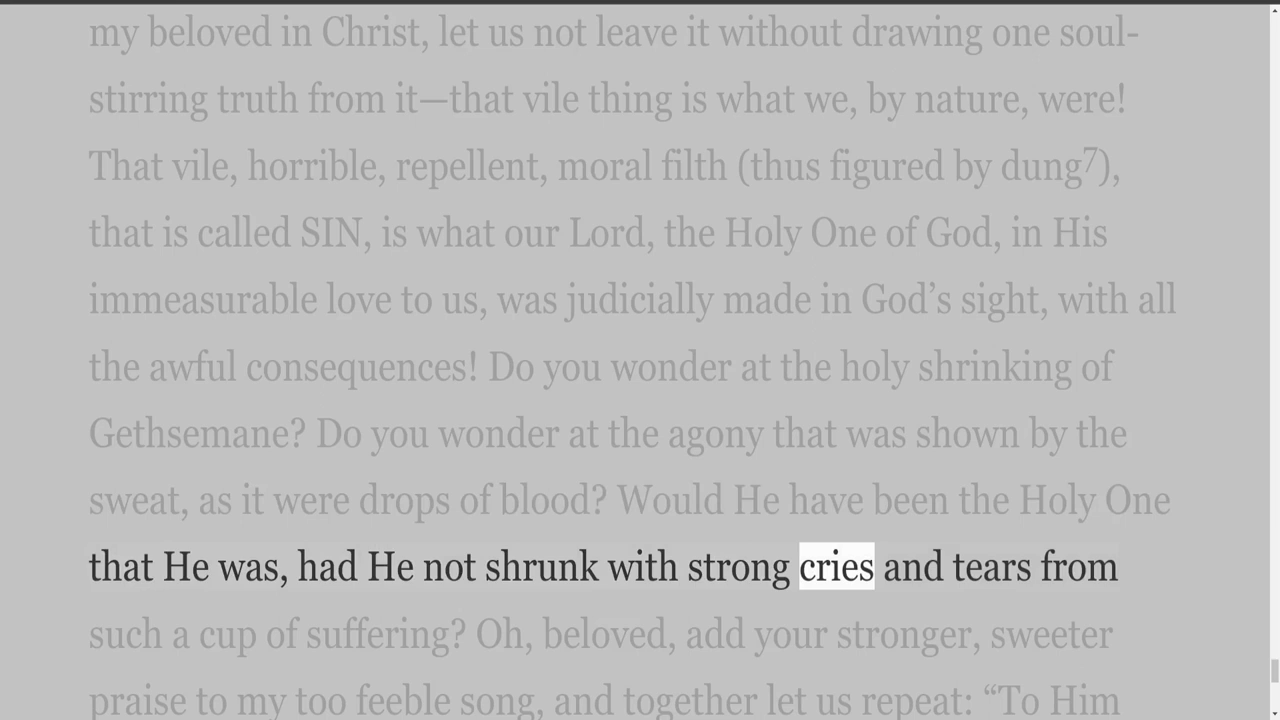 my beloved in Christ, let us not leave it without drawing one soul-
stirring truth from it—that vile thing is what we, by nature, were!
That vile, horrible, repellent, moral filth (thus figured by dung⁷),
that is called SIN, is what our Lord, the Holy One of God, in His
immeasurable love to us, was judicially made in God’s sight, with all
the awful consequences! Do you wonder at the holy shrinking of
Gethsemane? Do you wonder at the agony that was shown by the
sweat, as it were drops of blood? Would He have been the Holy One
that He was, had He not shrunk with strong cries and tears from
such a cup of suffering? Oh, beloved, add your stronger, sweeter
praise to my too feeble song, and together let us repeat: “To Him